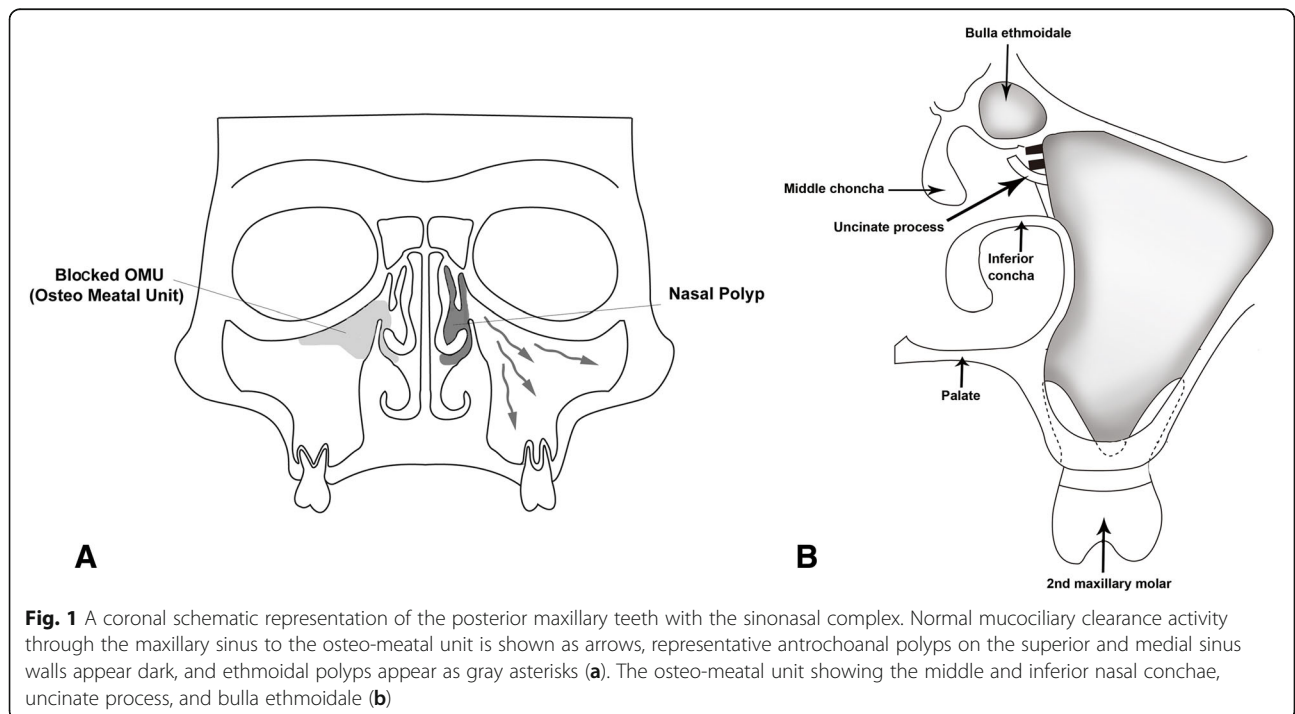 Blocked OMU
(Osteo Meatal Unit)
Nasal Polyp
A
Bulla ethmoidale
Middle choncha
Uncinate process
Inferior
concha
Palate
2nd maxillary molar
B
Fig. 1 A coronal schematic representation of the posterior maxillary teeth with the sinonasal complex. Normal mucociliary clearance activity
through the maxillary sinus to the osteo-meatal unit is shown as arrows, representative antrochoanal polyps on the superior and medial sinus
walls appear dark, and ethmoidal polyps appear as gray asterisks (a). The osteo-meatal unit showing the middle and inferior nasal conchae,
uncinate process, and bulla ethmoidale (b)